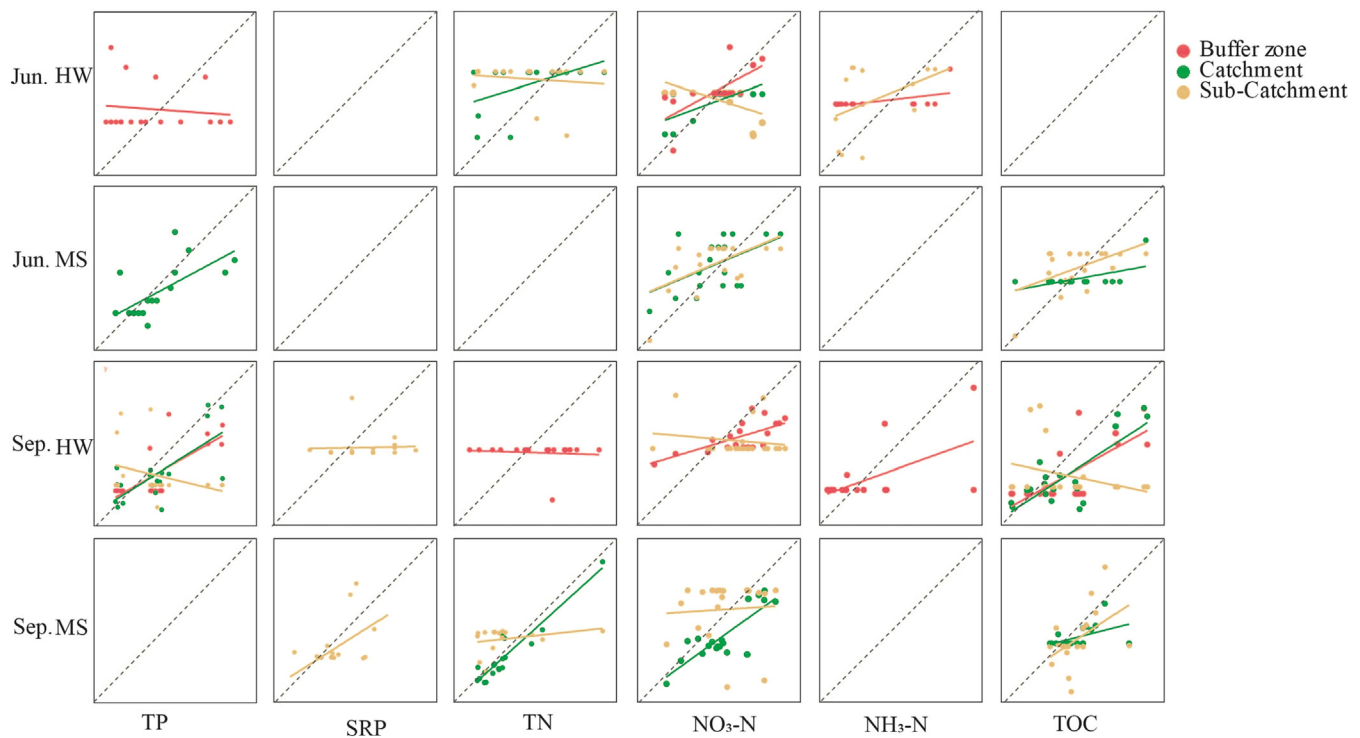 Buffer zone
Catchment
Sub-Catchment
Jun. HW
Jun. MS
Sep. HW
Sep. MS
TP
SRP
TN
NO₃-N
NH₃-N
TOC